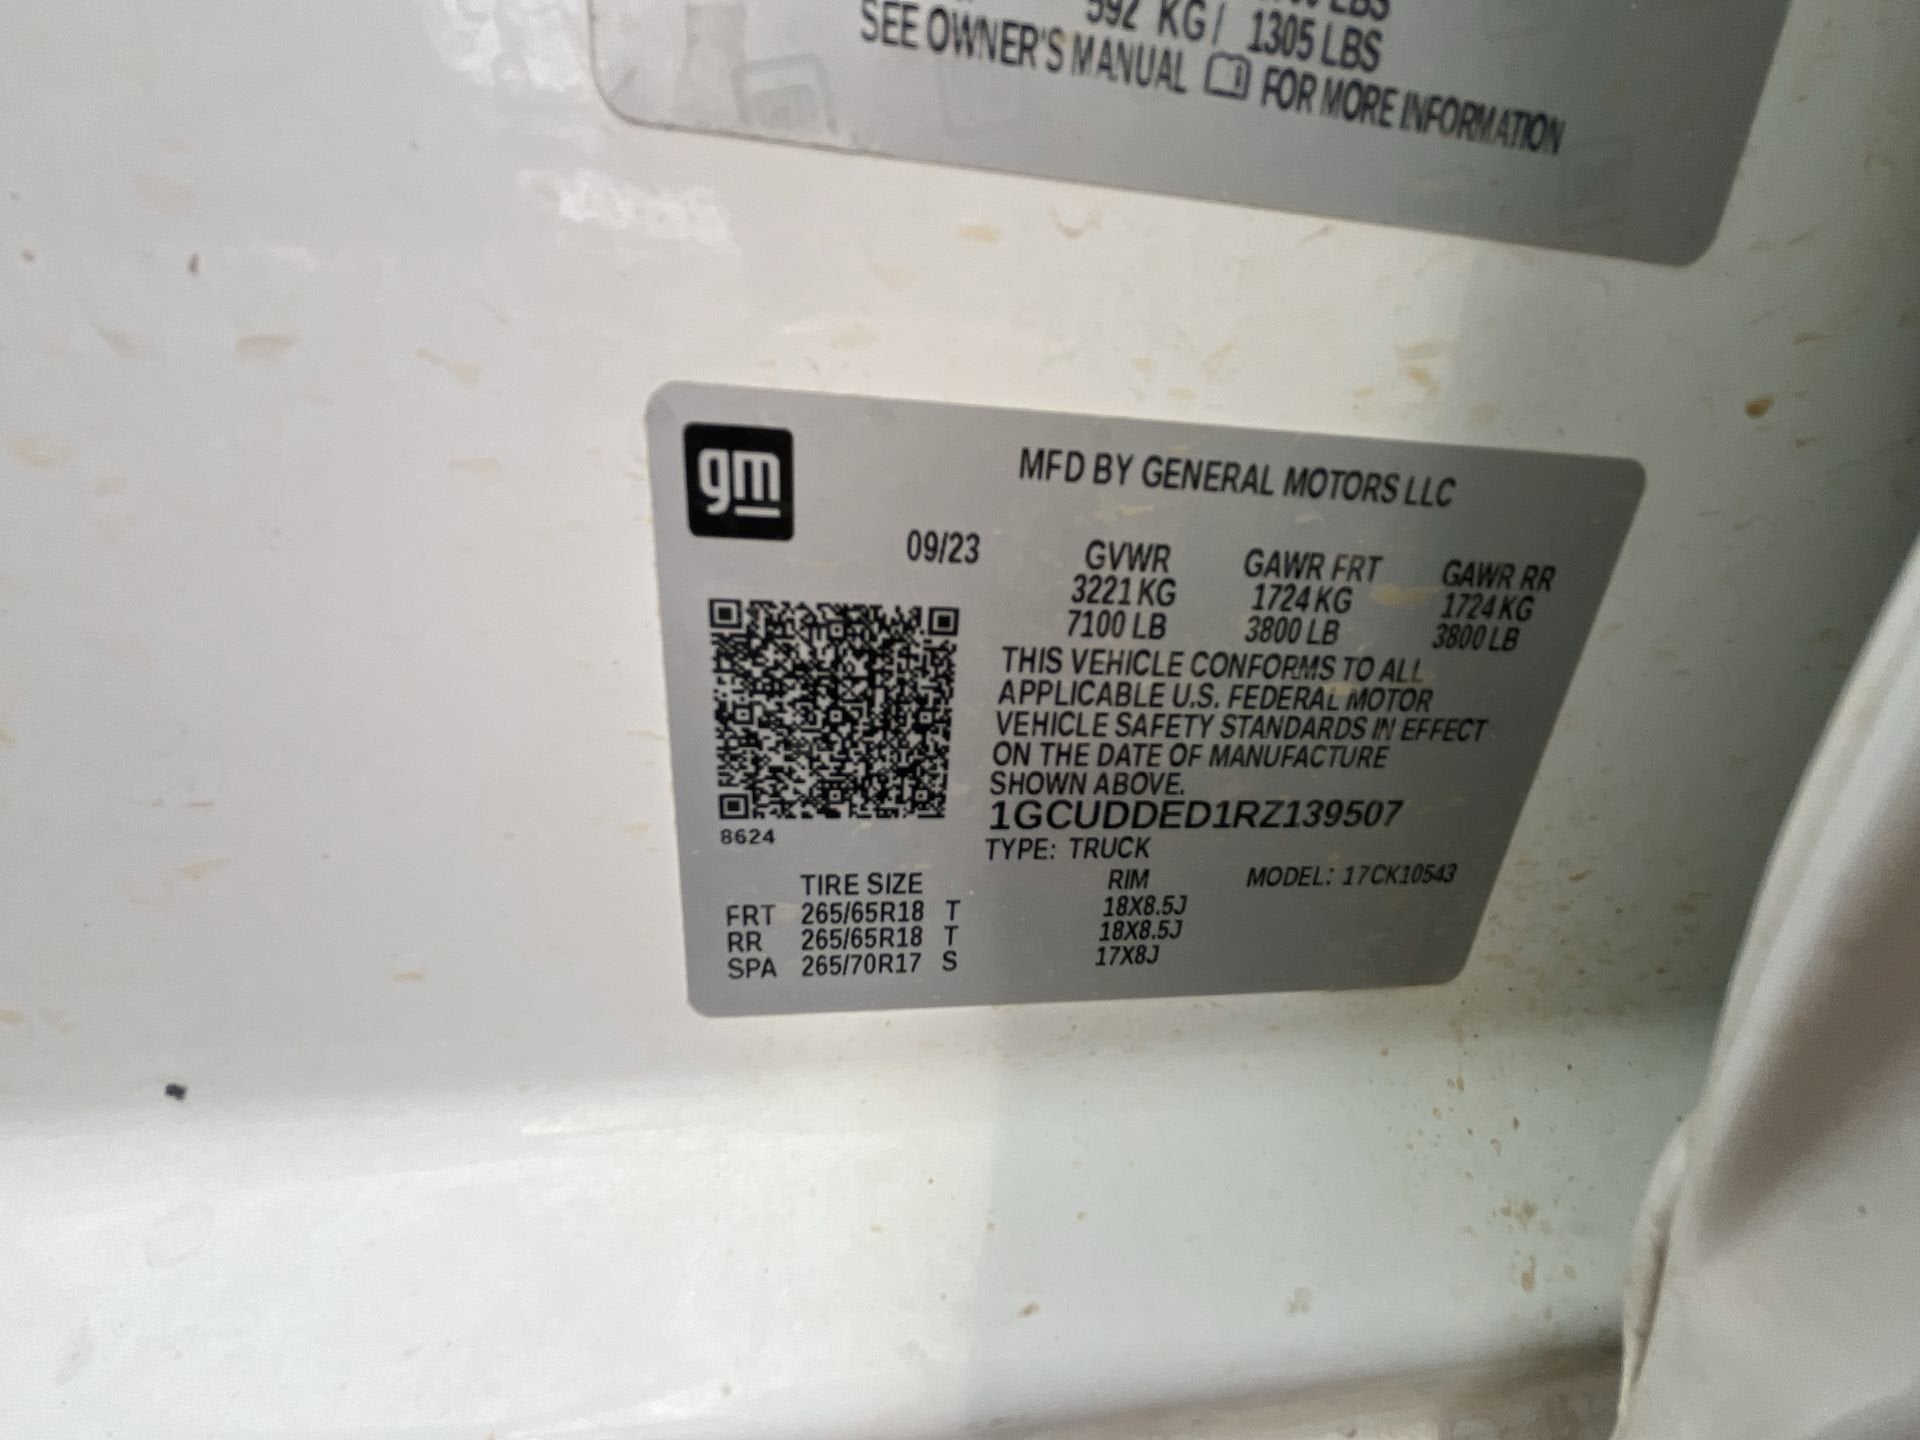 592 KG / 1305 LBS
SEE OWNER'S MANUAL FOR MORE INFORMATION
gm
MFD BY GENERAL MOTORS LLC
09/23 GVWR GAWR FRT GAWR RR
3221 KG 1724 KG 1724 KG
7100 LB 3800 LB 3800 LB
THIS VEHICLE CONFORMS TO ALL
APPLICABLE U.S. FEDERAL MOTOR
VEHICLE SAFETY STANDARDS IN EFFECT
ON THE DATE OF MANUFACTURE
SHOWN ABOVE.
1GCUDDED1RZ139507
8624
TYPE: TRUCK
TIRE SIZE RIM MODEL: 17CK10543
FRT 265/65R18 T 18X8.5J
RR 265/65R18 T 18X8.5J
SPA 265/70R17 S 17X8J